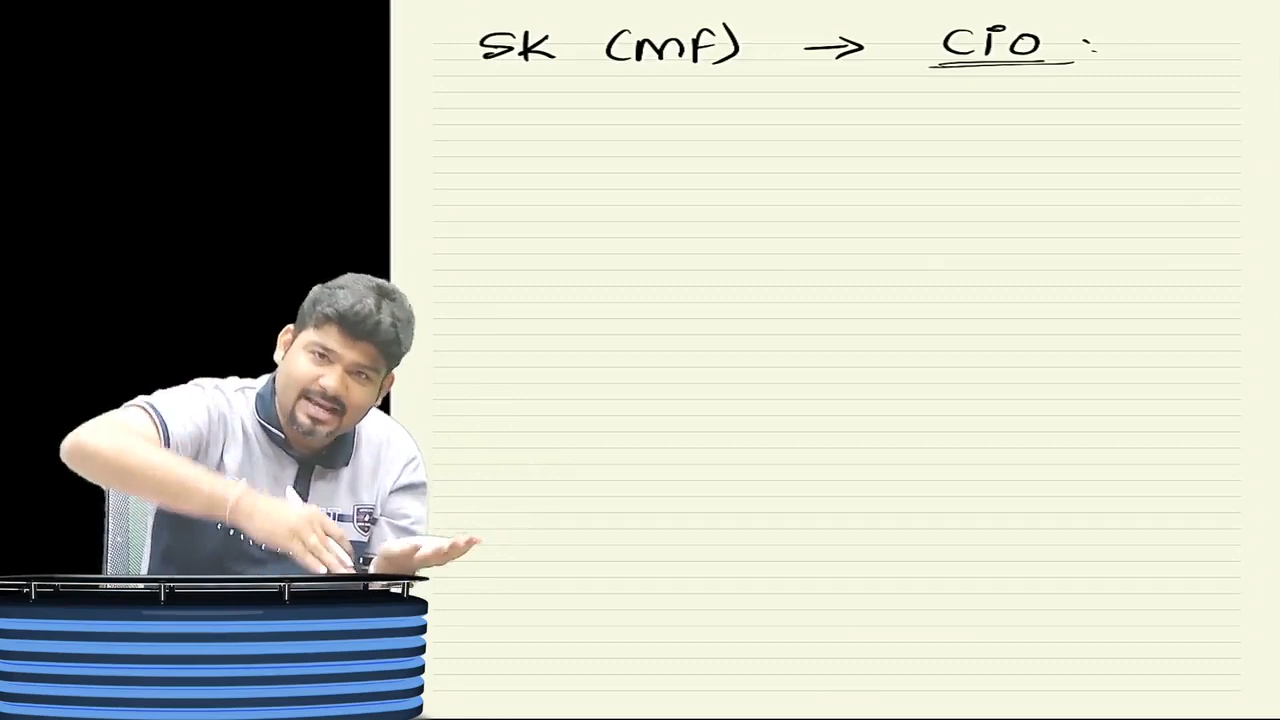 SK (MF) → CIO :